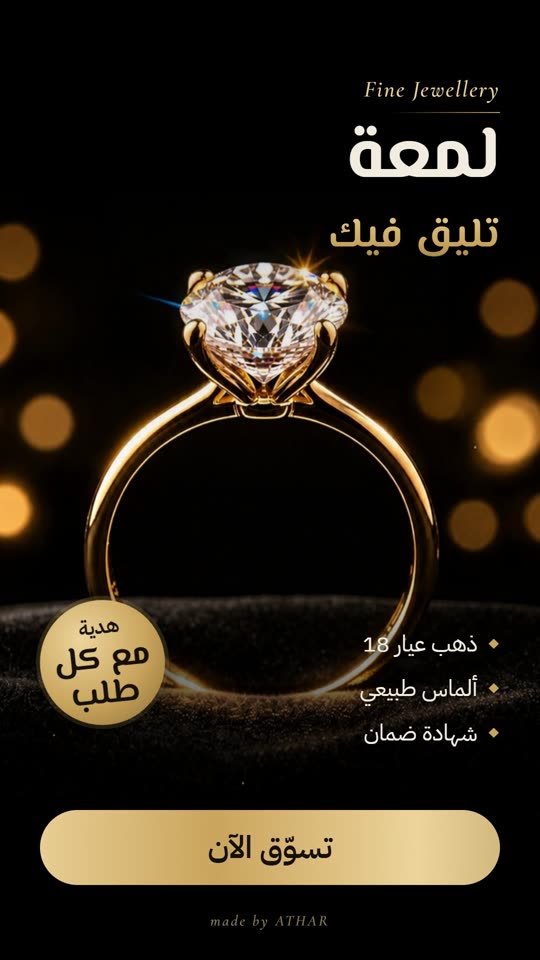 Fine Jewellery
لمعة
تليق فيك
ذهب عيار 18
ألماس طبيعي
شهادة ضمان
هدية
مع كل
طلب
تسوّق الآن
made by ATHAR